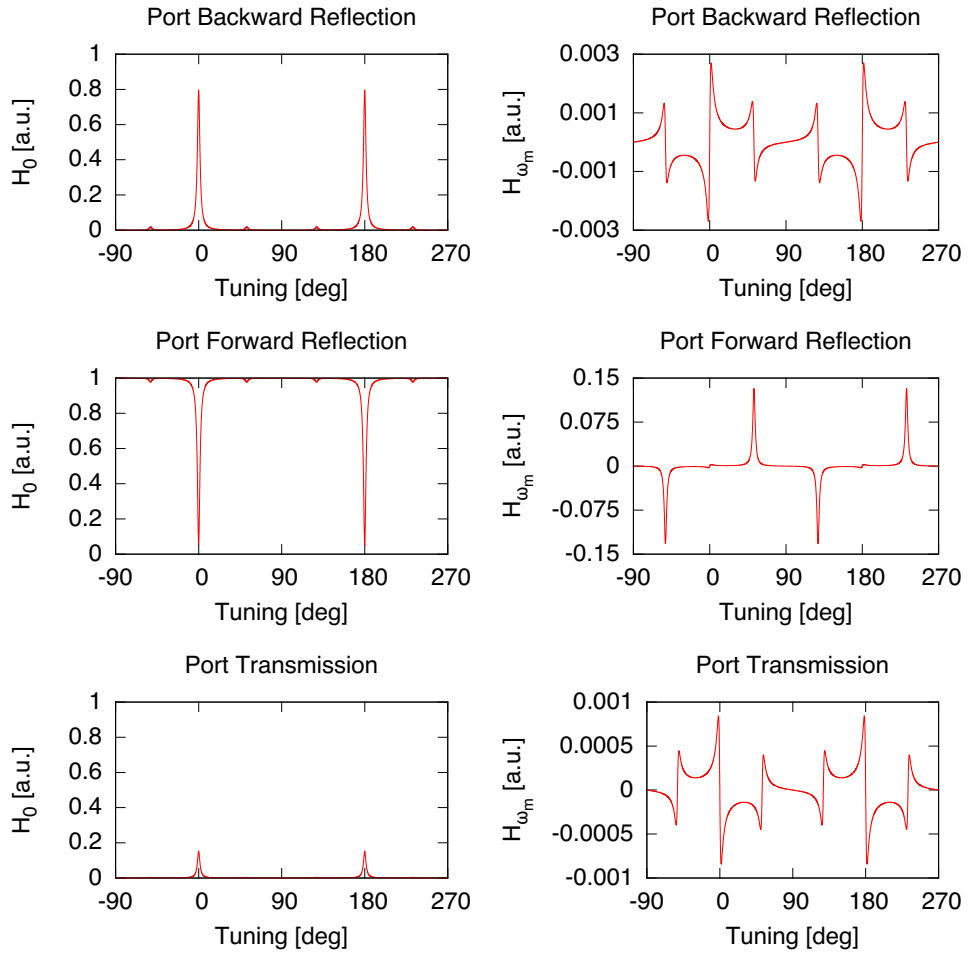 Port Backward Reflection
H₀ [a.u.]
1
0.8
0.6
0.4
0.2
0
-90 0 90 180 270
Tuning [deg]
Port Backward Reflection
H_ωm [a.u.]
0.003
0.001
-0.001
-0.003
-90 0 90 180 270
Tuning [deg]
Port Forward Reflection
H₀ [a.u.]
1
0.8
0.6
0.4
0.2
0
-90 0 90 180 270
Tuning [deg]
Port Forward Reflection
H_ωm [a.u.]
0.15
0.075
0
-0.075
-0.15
-90 0 90 180 270
Tuning [deg]
Port Transmission
H₀ [a.u.]
1
0.8
0.6
0.4
0.2
0
-90 0 90 180 270
Tuning [deg]
Port Transmission
H_ωm [a.u.]
0.001
0.0005
0
-0.0005
-0.001
-90 0 90 180 270
Tuning [deg]